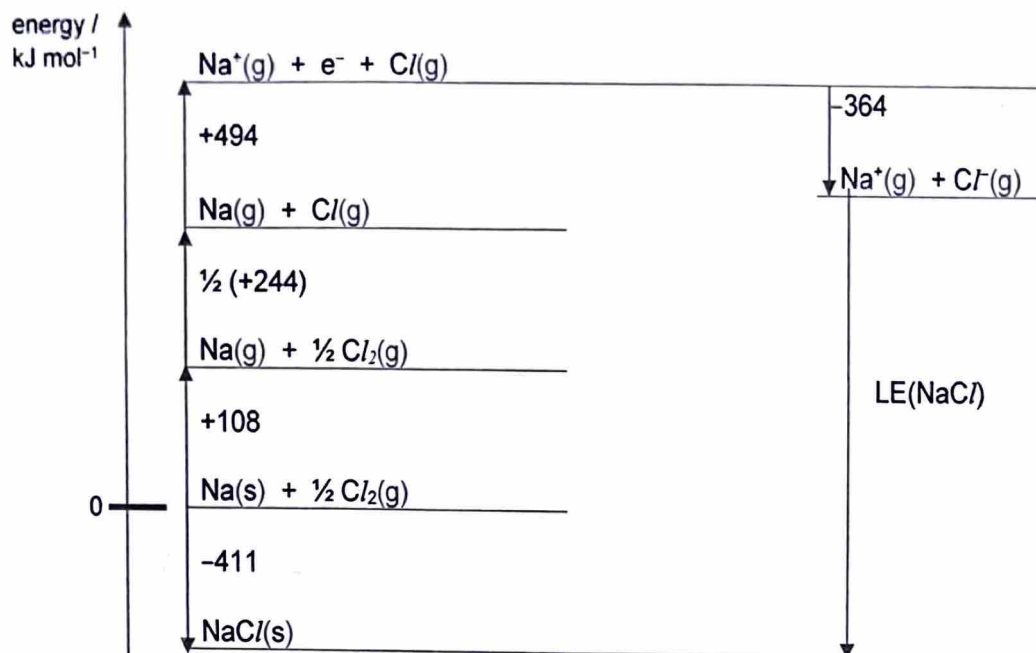 energy /
kJ mol⁻¹
Na⁺(g) + e⁻ + Cl(g)
−364
+494
Na⁺(g) + Cl⁻(g)
Na(g) + Cl(g)
½ (+244)
Na(g) + ½ Cl₂(g)
LE(NaCl)
+108
Na(s) + ½ Cl₂(g)
0
−411
NaCl(s)